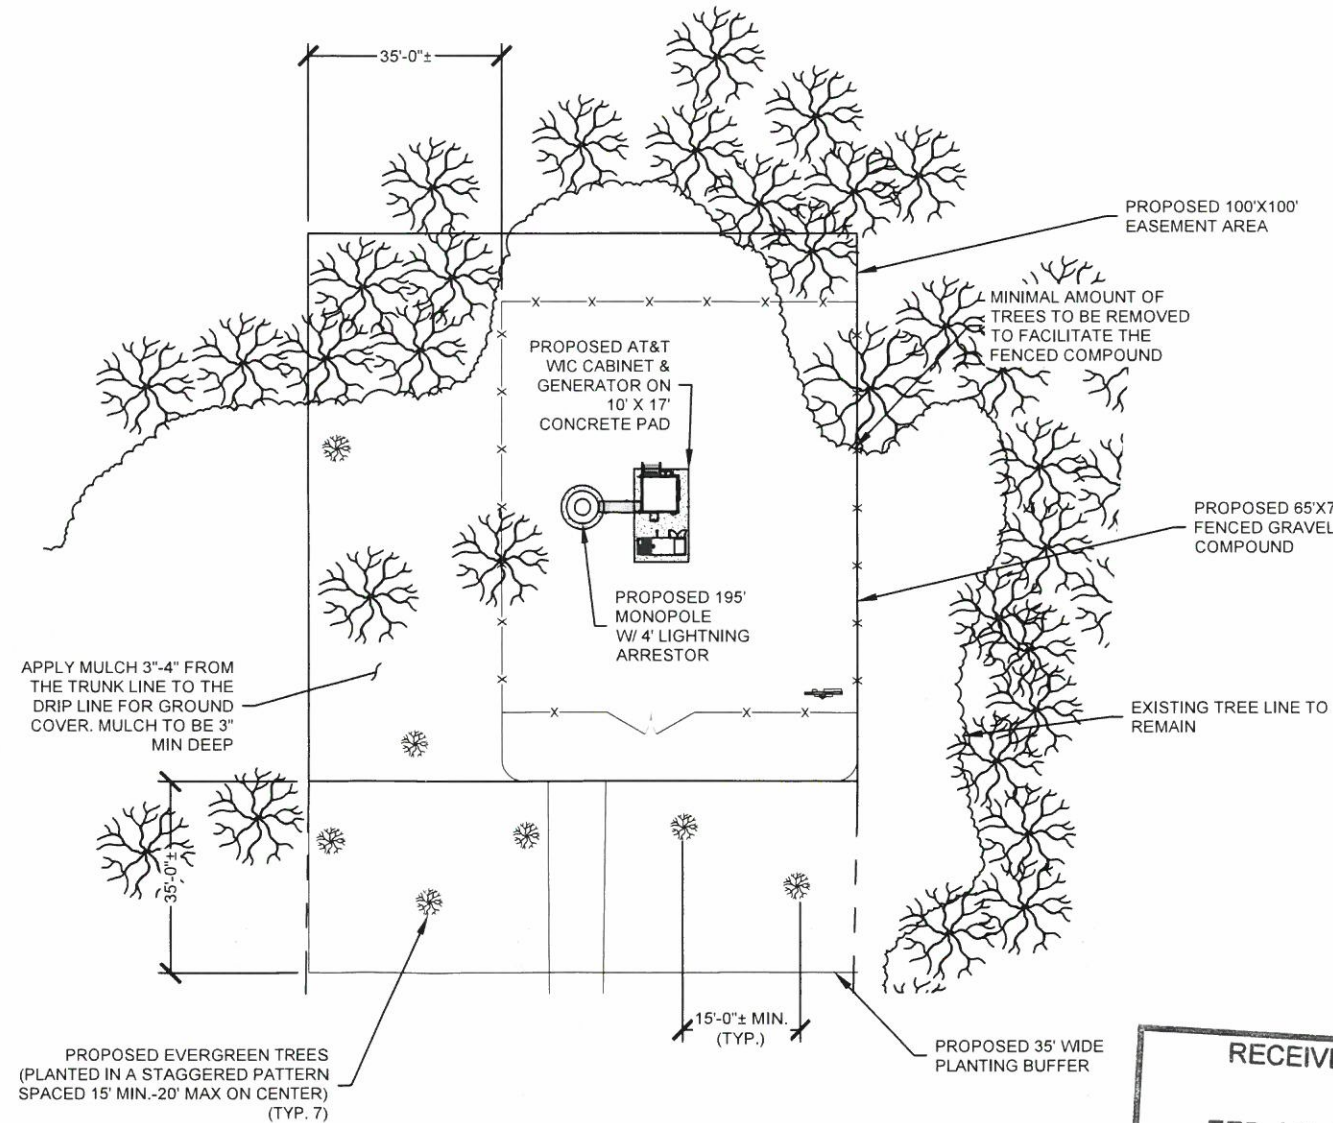 35'-0"±
PROPOSED 100'X100'
EASEMENT AREA
MINIMAL AMOUNT OF
TREES TO BE REMOVED
TO FACILITATE THE
FENCED COMPOUND
PROPOSED AT&T
WIC CABINET &
GENERATOR ON
10' X 17'
CONCRETE PAD
PROPOSED 65'X7
FENCED GRAVEL
COMPOUND
PROPOSED 195'
MONOPOLE
W/ 4' LIGHTNING
ARRESTOR
APPLY MULCH 3"-4" FROM
THE TRUNK LINE TO THE
DRIP LINE FOR GROUND
COVER. MULCH TO BE 3"
MIN DEEP
EXISTING TREE LINE TO
REMAIN
35'-0"±
15'-0"± MIN.
(TYP.)
PROPOSED EVERGREEN TREES
(PLANTED IN A STAGGERED PATTERN
SPACED 15' MIN.-20' MAX ON CENTER)
(TYP. 7)
PROPOSED 35' WIDE
PLANTING BUFFER
RECEIV